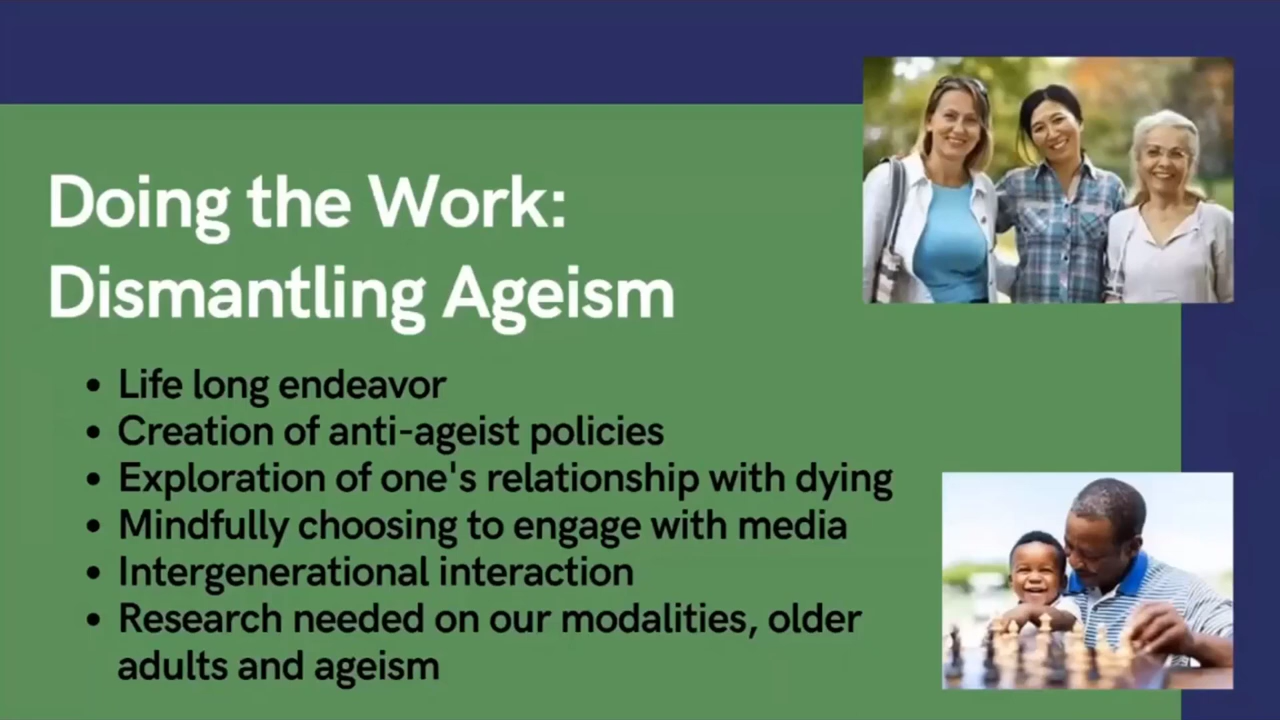 Doing the Work:
Dismantling Ageism
• Life long endeavor
• Creation of anti-ageist policies
• Exploration of one's relationship with dying
• Mindfully choosing to engage with media
• Intergenerational interaction
• Research needed on our modalities, older
adults and ageism